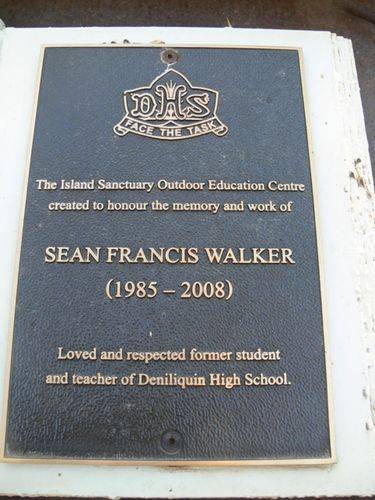 DHS
FACE THE TASK
The Island Sanctuary Outdoor Education Centre
created to honour the memory and work of
SEAN FRANCIS WALKER
(1985 – 2008)
Loved and respected former student
and teacher of Deniliquin High School.